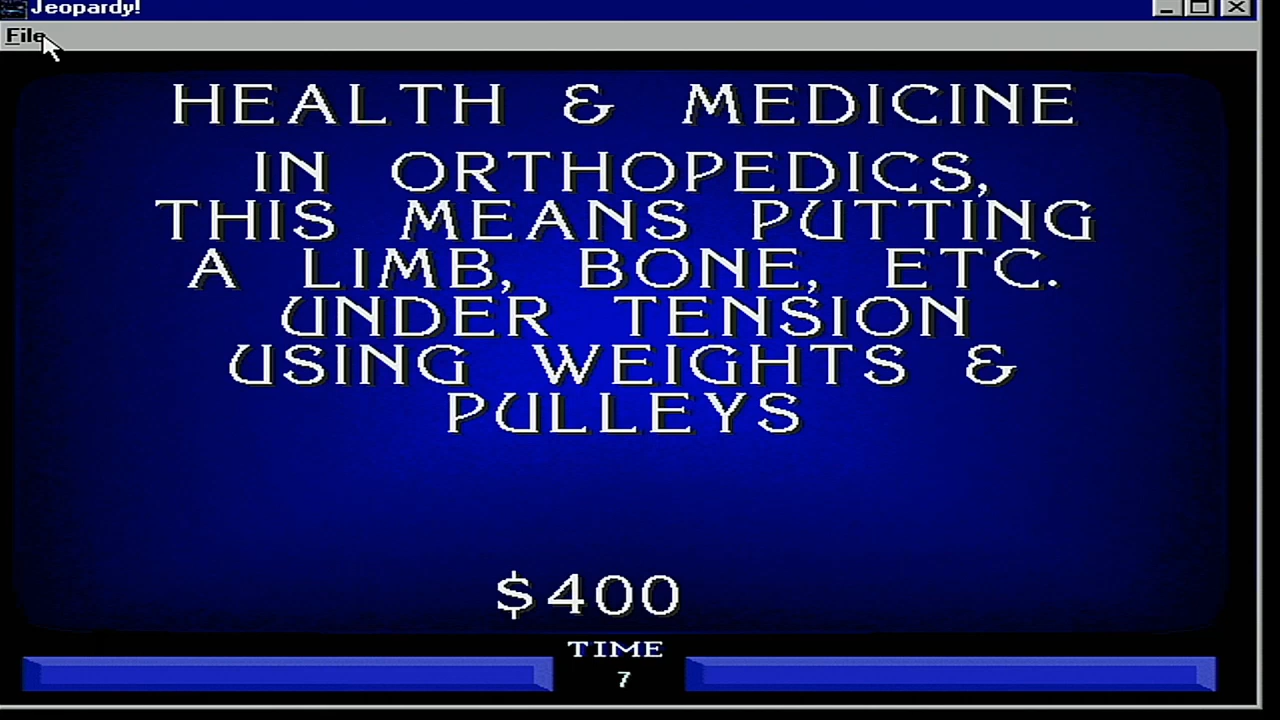 Jeopardy!
File
HEALTH & MEDICINE
IN ORTHOPEDICS,
THIS MEANS PUTTING
A LIMB, BONE, ETC.
UNDER TENSION
USING WEIGHTS &
PULLEYS
$400
TIME
7